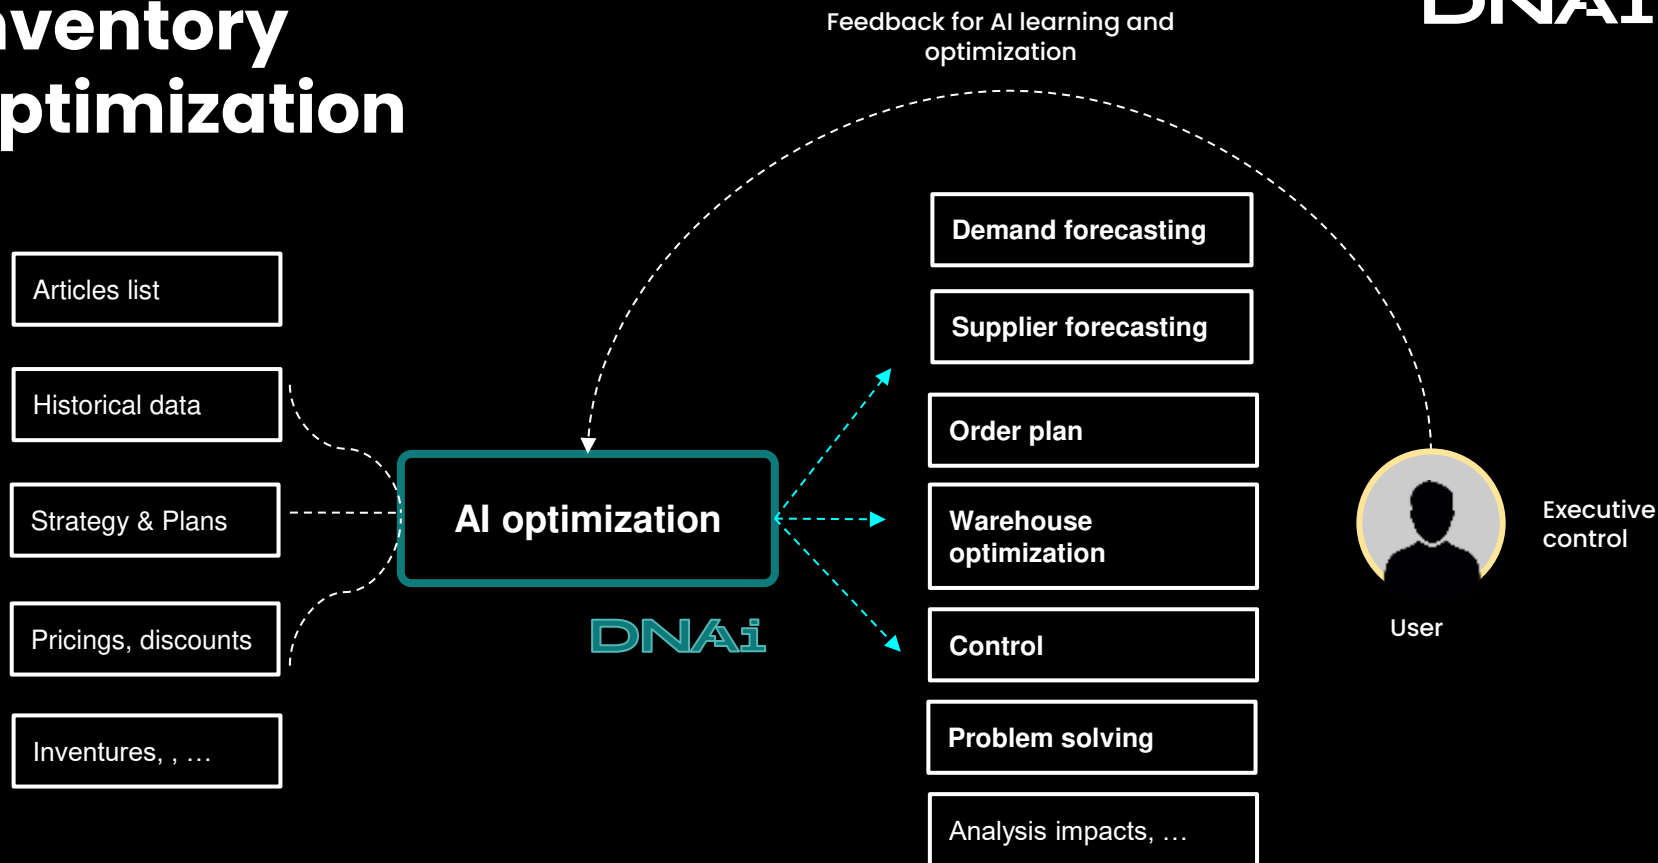 nventory
ptimization
DNAi
Feedback for AI learning and
optimization
Articles list
Historical data
Strategy & Plans
Pricings, discounts
Inventures, , …
AI optimization
DNAi
Demand forecasting
Supplier forecasting
Order plan
Warehouse
optimization
Control
Problem solving
Analysis impacts, …
User
Executive
control